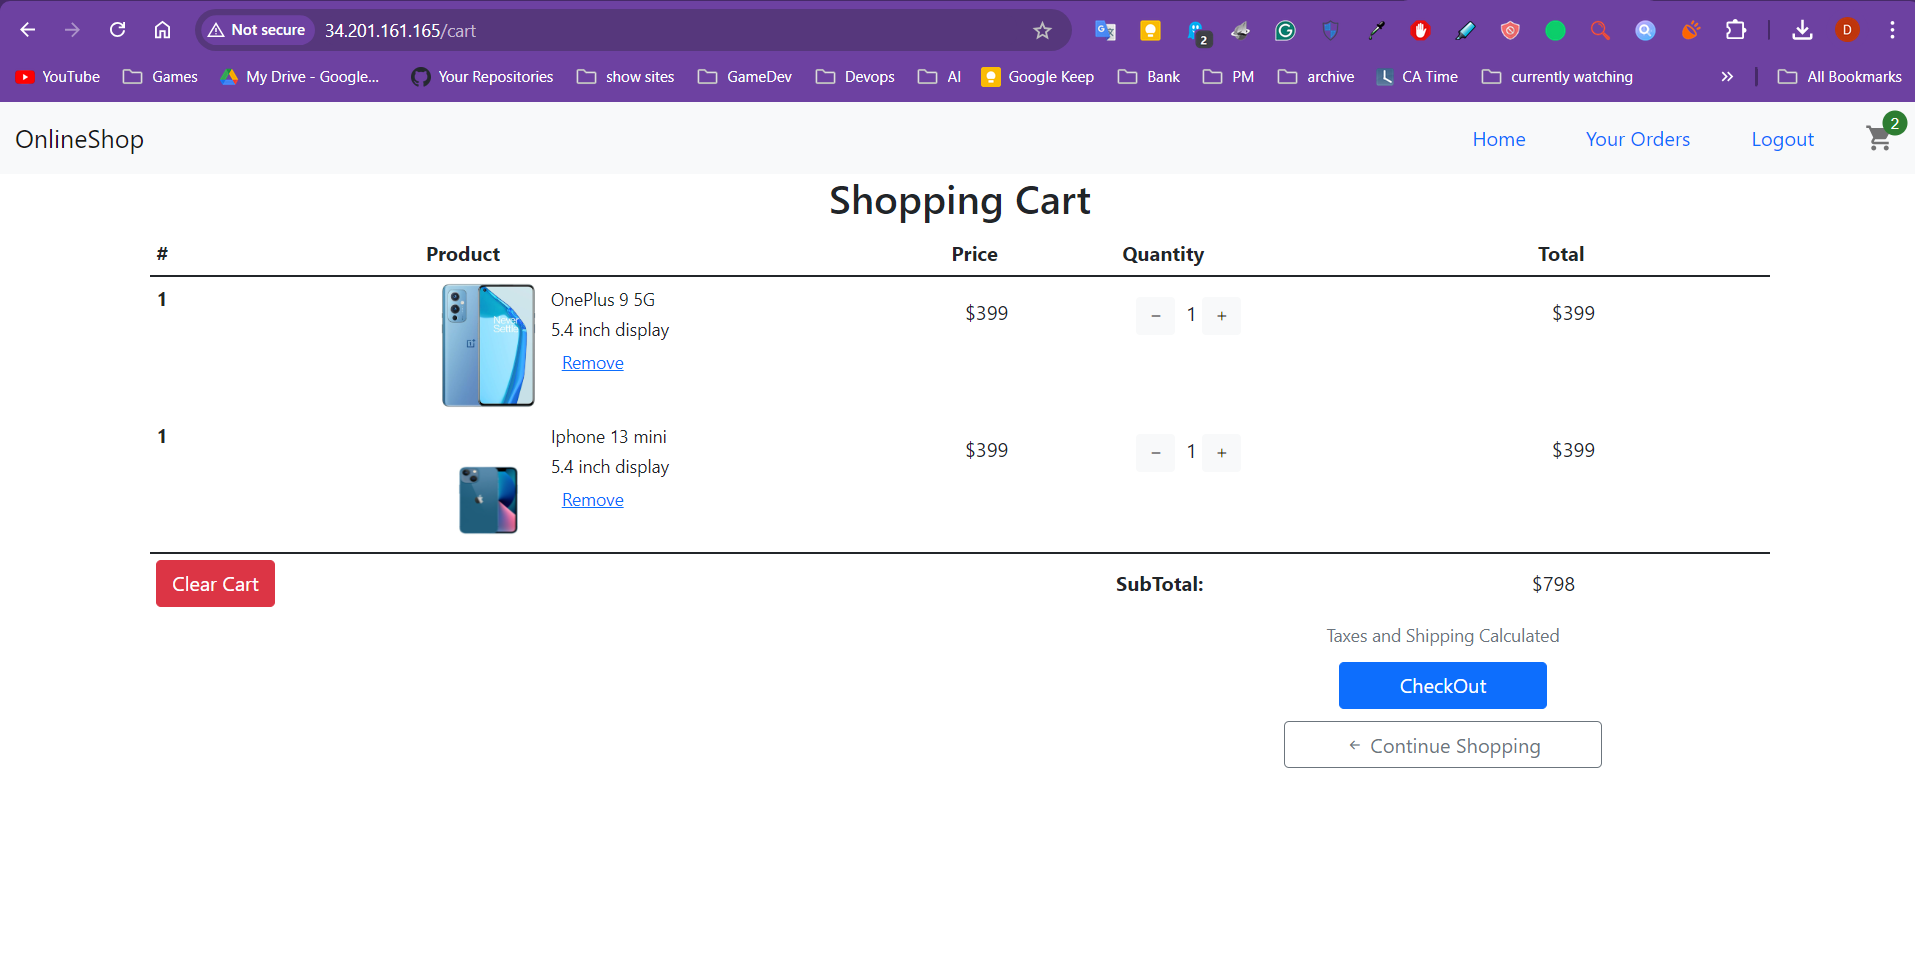 Not secure 34.201.161.165/cart
2
D
YouTube Games My Drive - Google... Your Repositories show sites GameDev Devops AI Google Keep Bank PM archive CA Time currently watching » All Bookmarks
OnlineShop Home Your Orders Logout 2
Shopping Cart
# Product Price Quantity Total
1 OnePlus 9 5G $399 − 1 + $399
Never
Settle
5.4 inch display
Remove
1 Iphone 13 mini $399 − 1 + $399
5.4 inch display
Remove
Clear Cart SubTotal: $798
Taxes and Shipping Calculated
CheckOut
← Continue Shopping